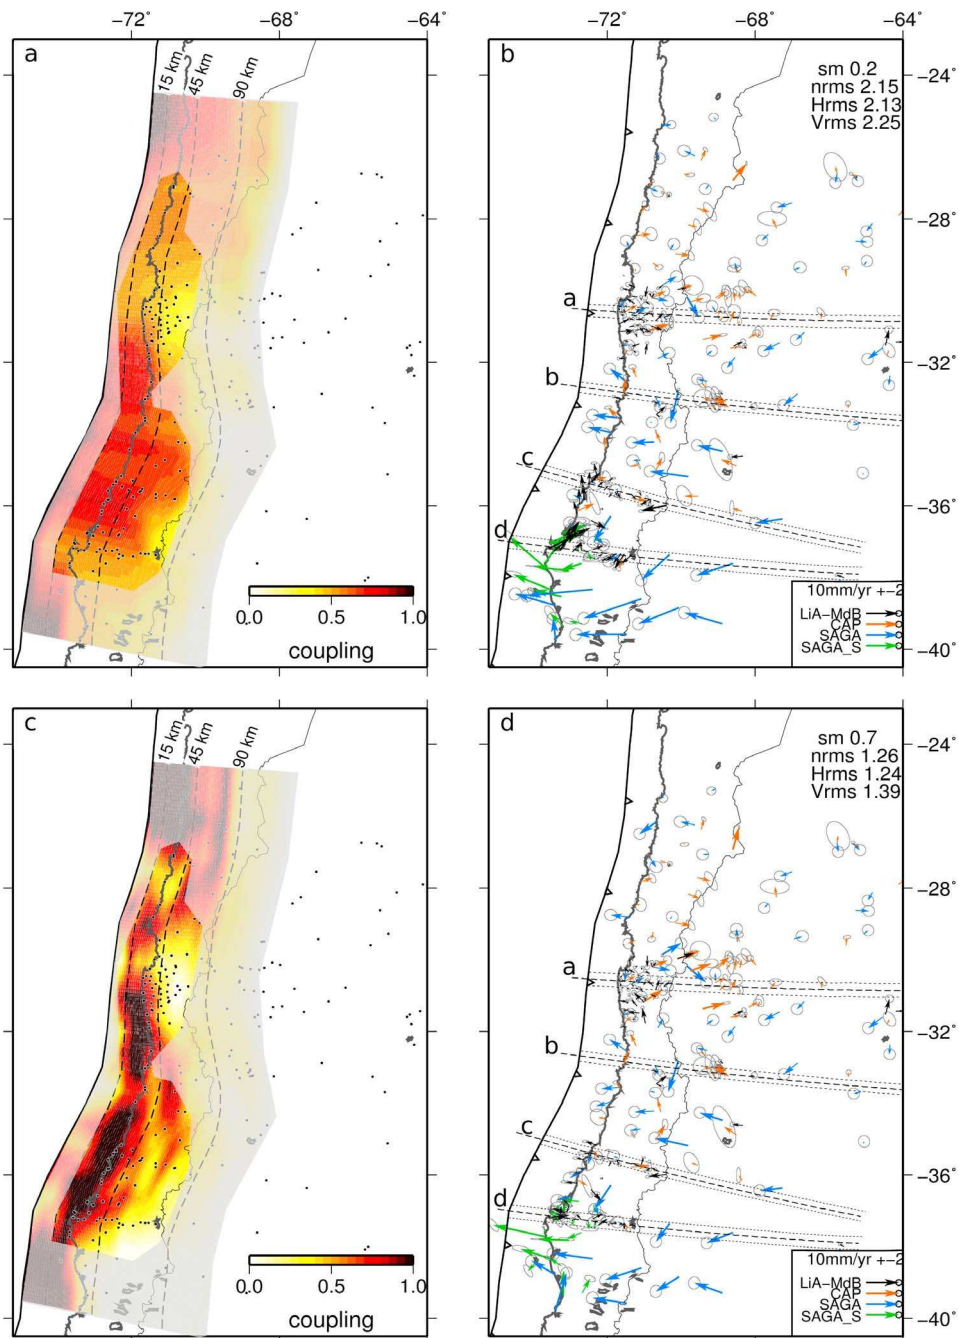 −72° −68° −64° −72° −68° −64°
a 15 km 45 km 90 km
0.0 0.5 1.0
coupling
b
sm 0.2
nrms 2.15
Hrms 2.13
Vrms 2.25
−24°
−28°
a
−32°
b
c
−36°
d
10mm/yr +−2
LiA−MdB
CAP
SAGA
SAGA_S
−40°
c 15 km 45 km 90 km
0.0 0.5 1.0
coupling
d
sm 0.7
nrms 1.26
Hrms 1.24
Vrms 1.39
−24°
−28°
a
−32°
b
c
−36°
d
10mm/yr +−2
LiA−MdB
CAP
SAGA
SAGA_S
−40°